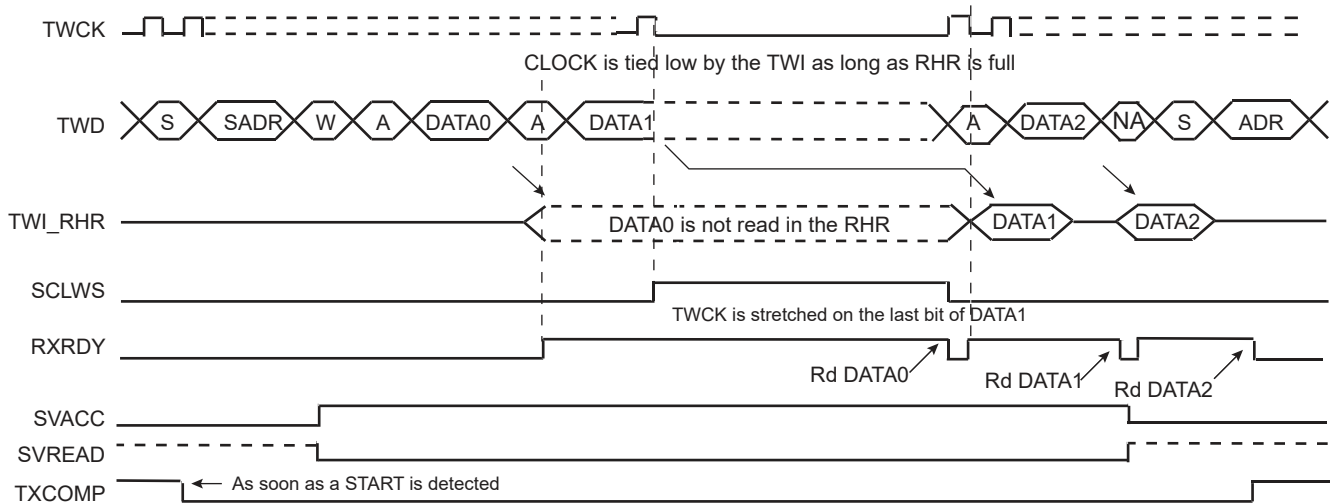 TWCK
CLOCK is tied low by the TWI as long as RHR is full
TWD S SADR W A DATA0 A DATA1 A DATA2 NA S ADR
TWI_RHR DATA0 is not read in the RHR DATA1 DATA2
SCLWS
TWCK is stretched on the last bit of DATA1
RXRDY
Rd DATA0 Rd DATA1 Rd DATA2
SVACC
SVREAD
TXCOMP As soon as a START is detected